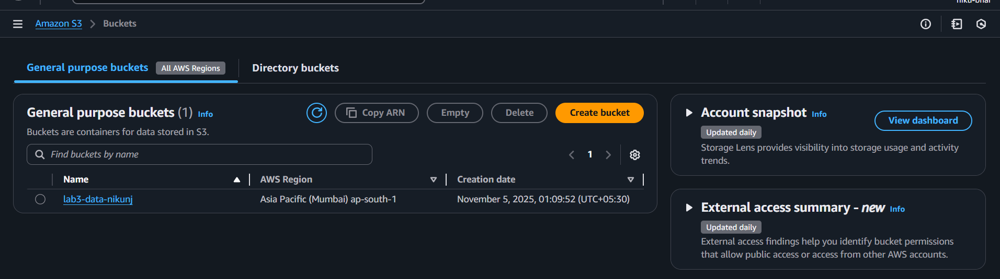 Amazon S3 > Buckets
General purpose buckets All AWS Regions Directory buckets
General purpose buckets (1) Info
Copy ARN Empty Delete Create bucket
Buckets are containers for data stored in S3.
Find buckets by name
1
Name AWS Region Creation date
lab3-data-nikunj Asia Pacific (Mumbai) ap-south-1 November 5, 2025, 01:09:52 (UTC+05:30)
Account snapshot Info
View dashboard
Updated daily
Storage Lens provides visibility into storage usage and activity
trends.
External access summary - new Info
Updated daily
External access findings help you identify bucket permissions
that allow public access or access from other AWS accounts.